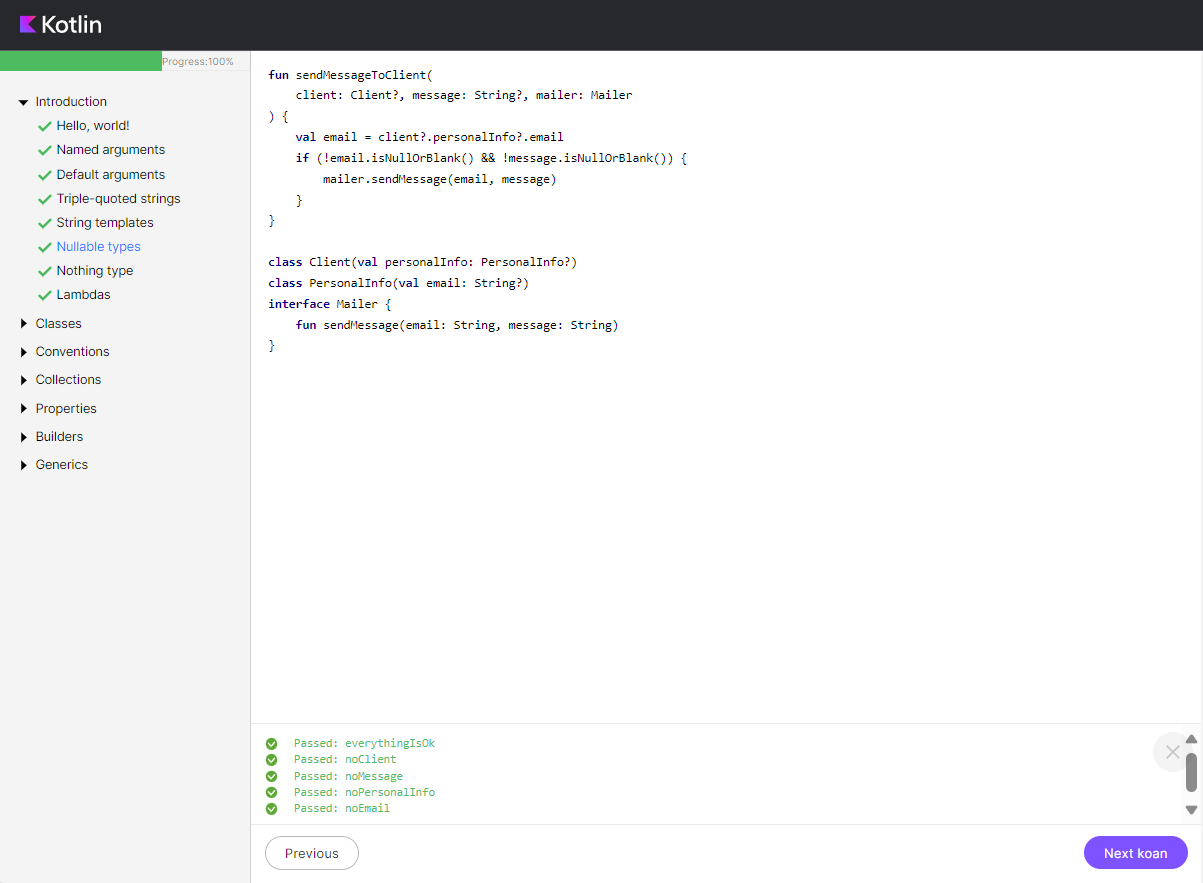 Kotlin
Progress:100%
Introduction
Hello, world!
Named arguments
Default arguments
Triple-quoted strings
String templates
Nullable types
Nothing type
Lambdas
Classes
Conventions
Collections
Properties
Builders
Generics
fun sendMessageToClient(
    client: Client?, message: String?, mailer: Mailer
) {
    val email = client?.personalInfo?.email
    if (!email.isNullOrBlank() && !message.isNullOrBlank()) {
        mailer.sendMessage(email, message)
    }
}
class Client(val personalInfo: PersonalInfo?)
class PersonalInfo(val email: String?)
interface Mailer {
    fun sendMessage(email: String, message: String)
}
Passed: everythingIsOk
Passed: noClient
Passed: noMessage
Passed: noPersonalInfo
Passed: noEmail
Previous
Next koan